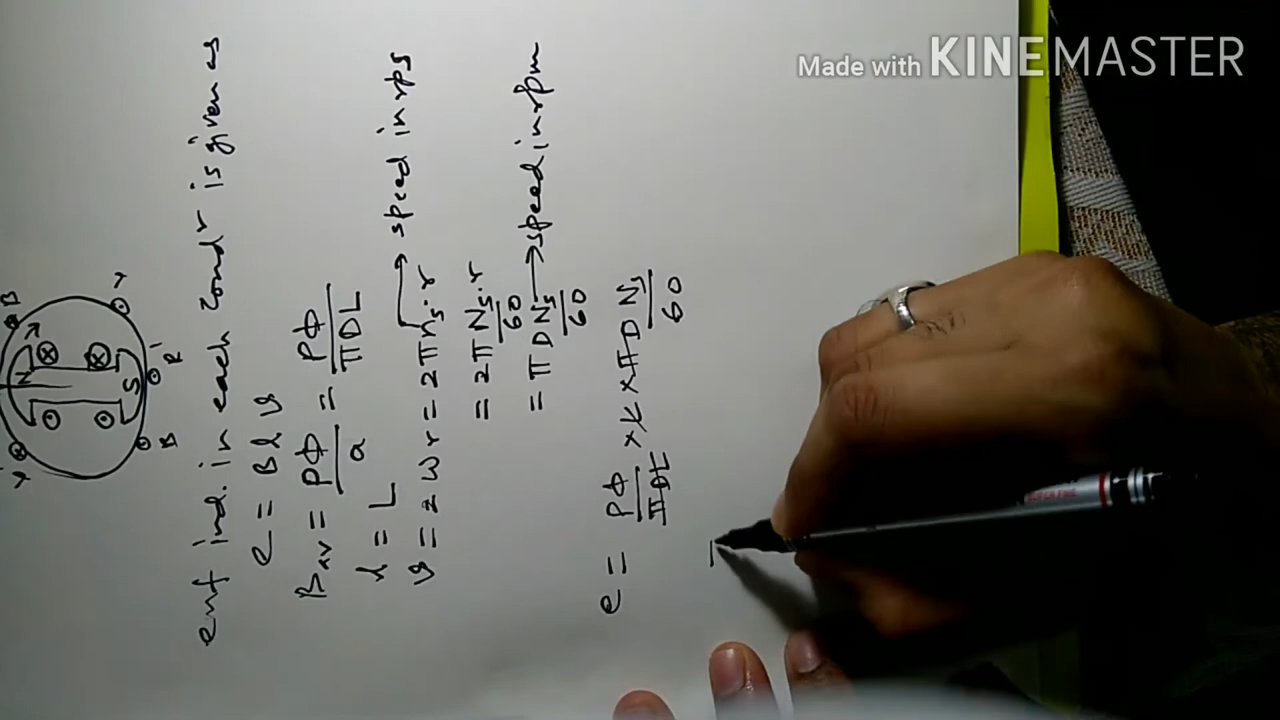 Made with KINEMASTER
B
Y
N
S
R'
Y'
B
emf ind. in each condr is given as
e = Blv
Bav = PΦ/a = PΦ/πDL
l = L
v = rωr = 2πns.r → speed in rps
= 2πNs.r/60
= πDNs/60 → speed in rpm
e = PΦ/πDL × L × πDNs/60